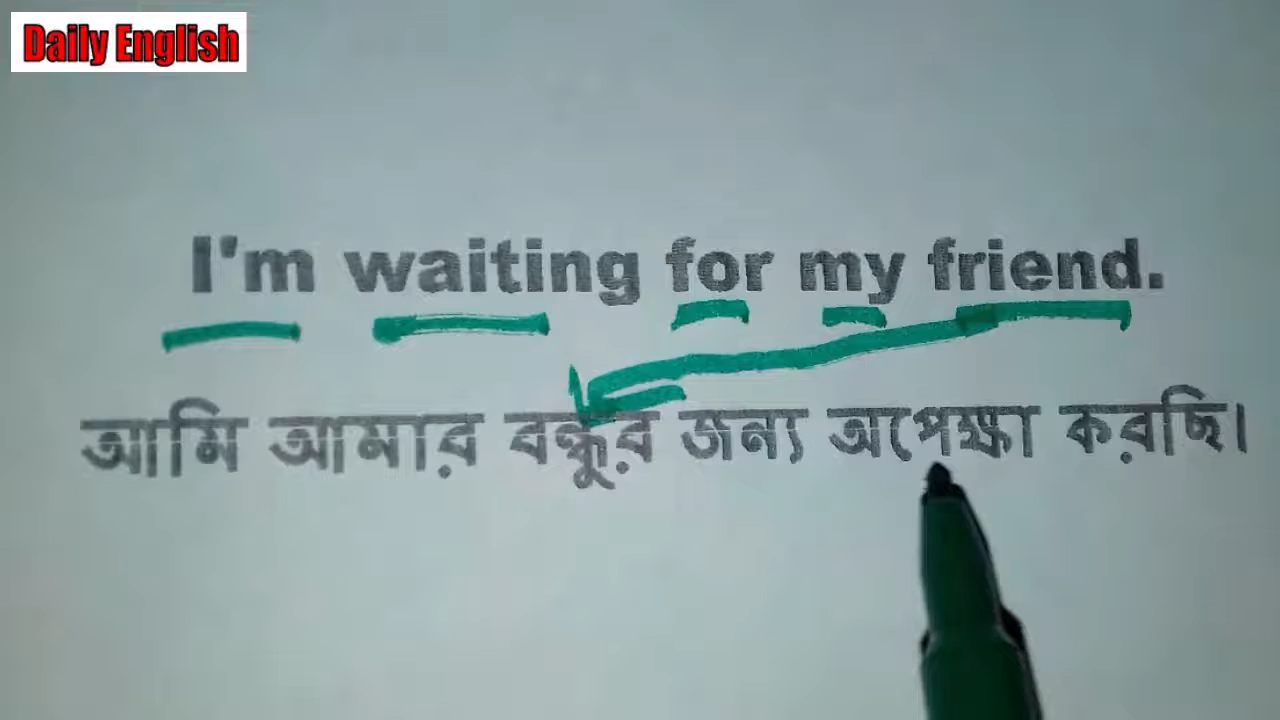 Daily English
I'm waiting for my friend.
আমি আমার বন্ধুর জন্য অপেক্ষা করছি।